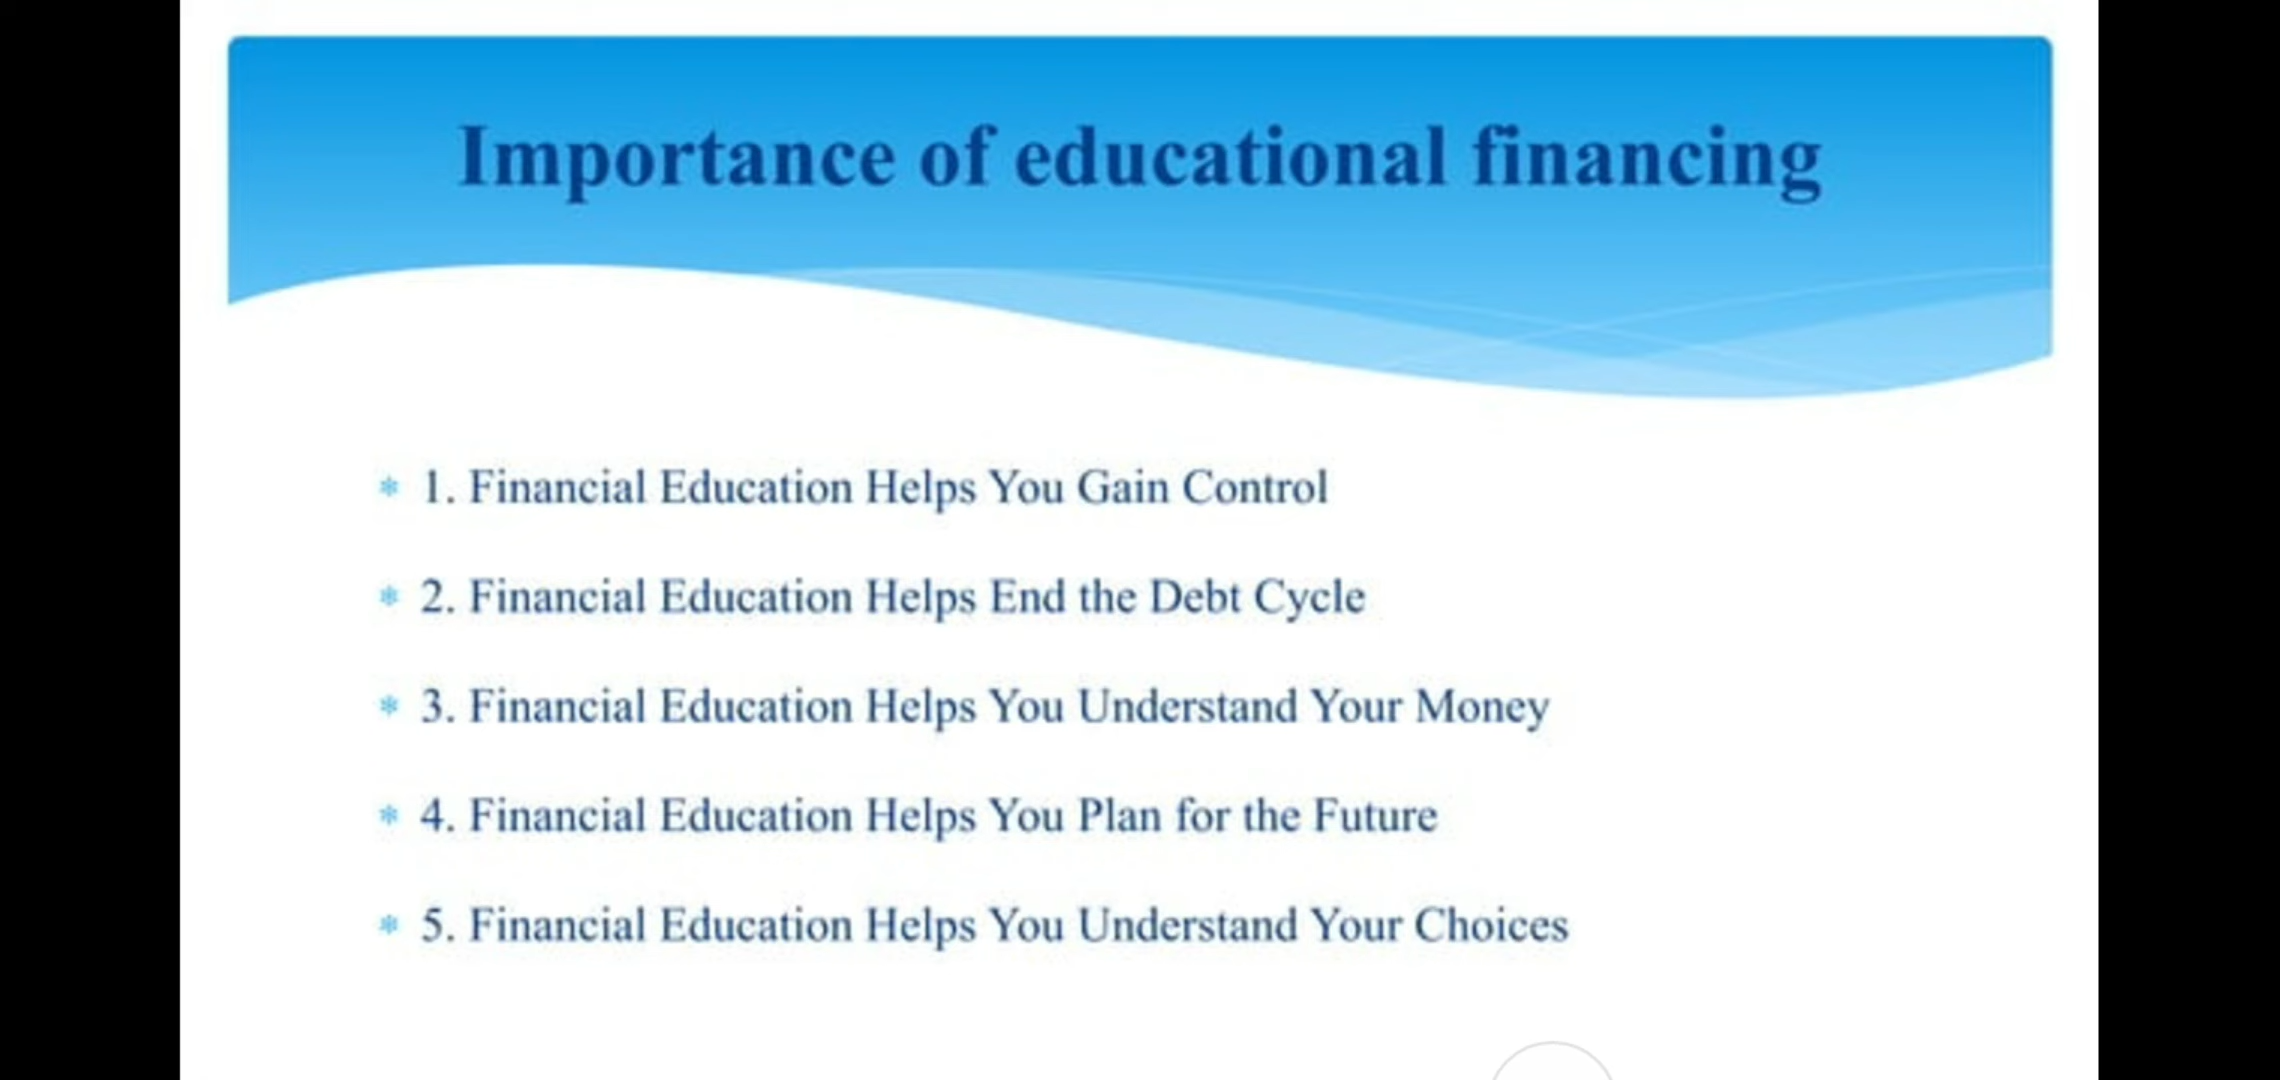 Importance of educational financing
* 1. Financial Education Helps You Gain Control
* 2. Financial Education Helps End the Debt Cycle
* 3. Financial Education Helps You Understand Your Money
* 4. Financial Education Helps You Plan for the Future
* 5. Financial Education Helps You Understand Your Choices